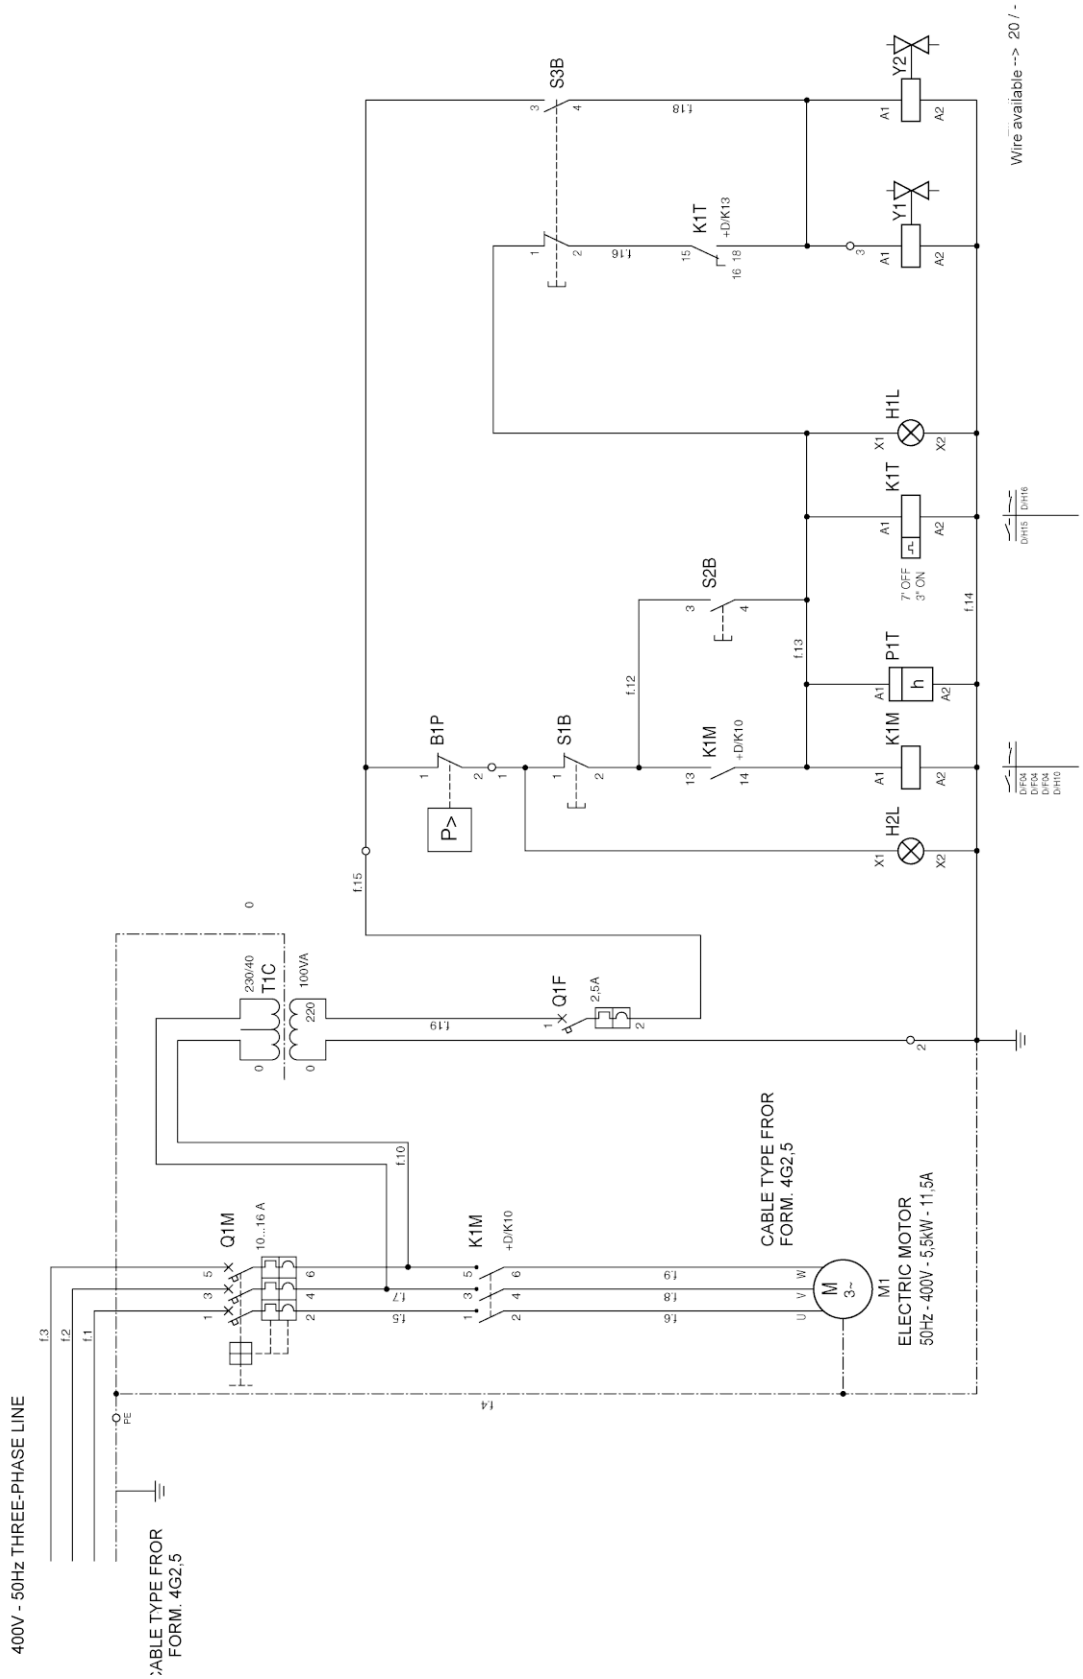 400V - 50Hz THREE-PHASE LINE
CABLE TYPE FROR
FORM. 4G2,5
PE
f.3
f.2
f.1
f.4
Q1M
10...16 A
1
3
5
2
4
6
f.5
f.7
f.10
K1M
+D/K10
1
3
5
2
4
6
f.6
f.8
f.9
U
V
W
M
3~
M1
ELECTRIC MOTOR
50Hz - 400V - 5,5kW - 11,5A
CABLE TYPE FROR
FORM. 4G2,5
0
230/40
T1C
0
220
100VA
0
f.19
Q1F
2,5A
1
2
2
f.15
B1P
P>
1
2
1
S1B
1
2
f.12
K1M
+D/K10
13
14
S2B
3
4
f.13
H2L
X1
X2
K1M
A1
A2
P1T
h
A1
A2
K1T
A1
A2
7' OFF
3" ON
H1L
X1
X2
f.14
D/F04
D/F04
D/F04
D/H10
D/H15
D/H16
S3B
3
4
1
2
f.18
f.16
K1T
+D/K13
15
16
18
3
Y1
A1
A2
Y2
A1
A2
Wire available --> 20 / -